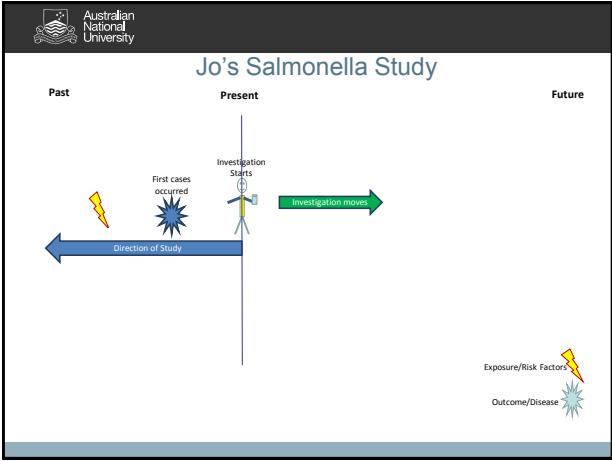 Australian
National
University
Jo's Salmonella Study
Past
Present
Future
Investigation
Starts
First cases
occurred
Investigation moves
Direction of Study
Exposure/Risk Factors
Outcome/Disease